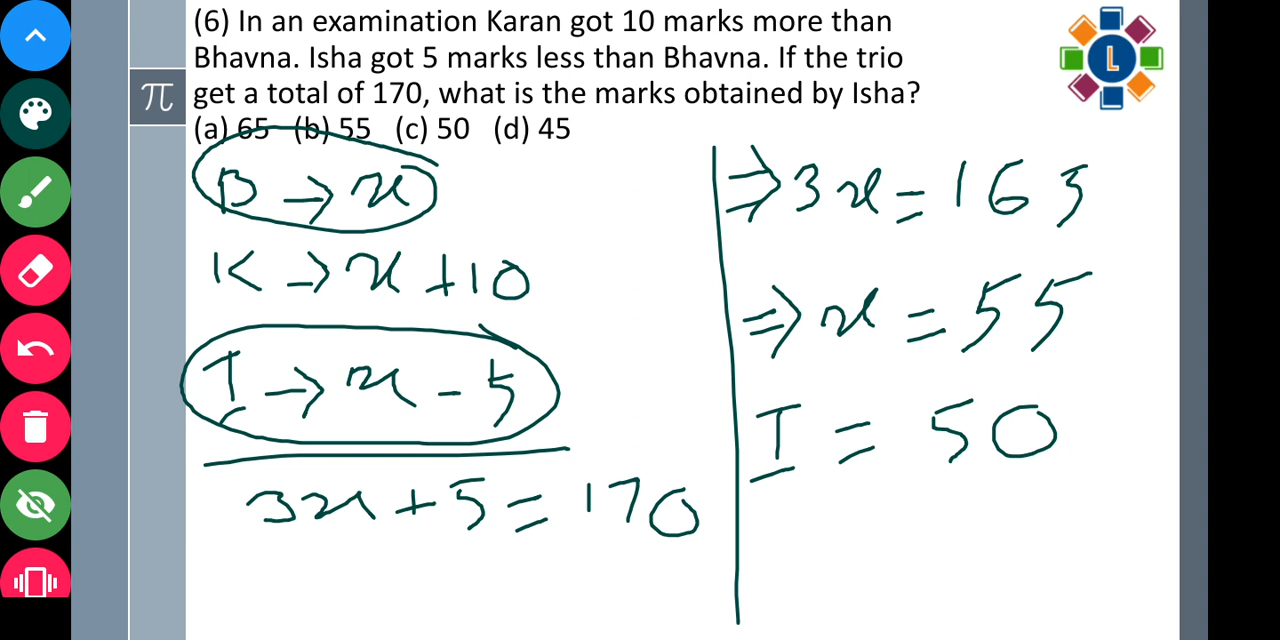 (6) In an examination Karan got 10 marks more than
Bhavna. Isha got 5 marks less than Bhavna. If the trio
get a total of 170, what is the marks obtained by Isha?
(a) 65 (b) 55 (c) 50 (d) 45
π
L
B → x
K → x + 10
I → x - 5
3x + 5 = 170
⇒ 3x = 165
⇒ x = 55
I = 50